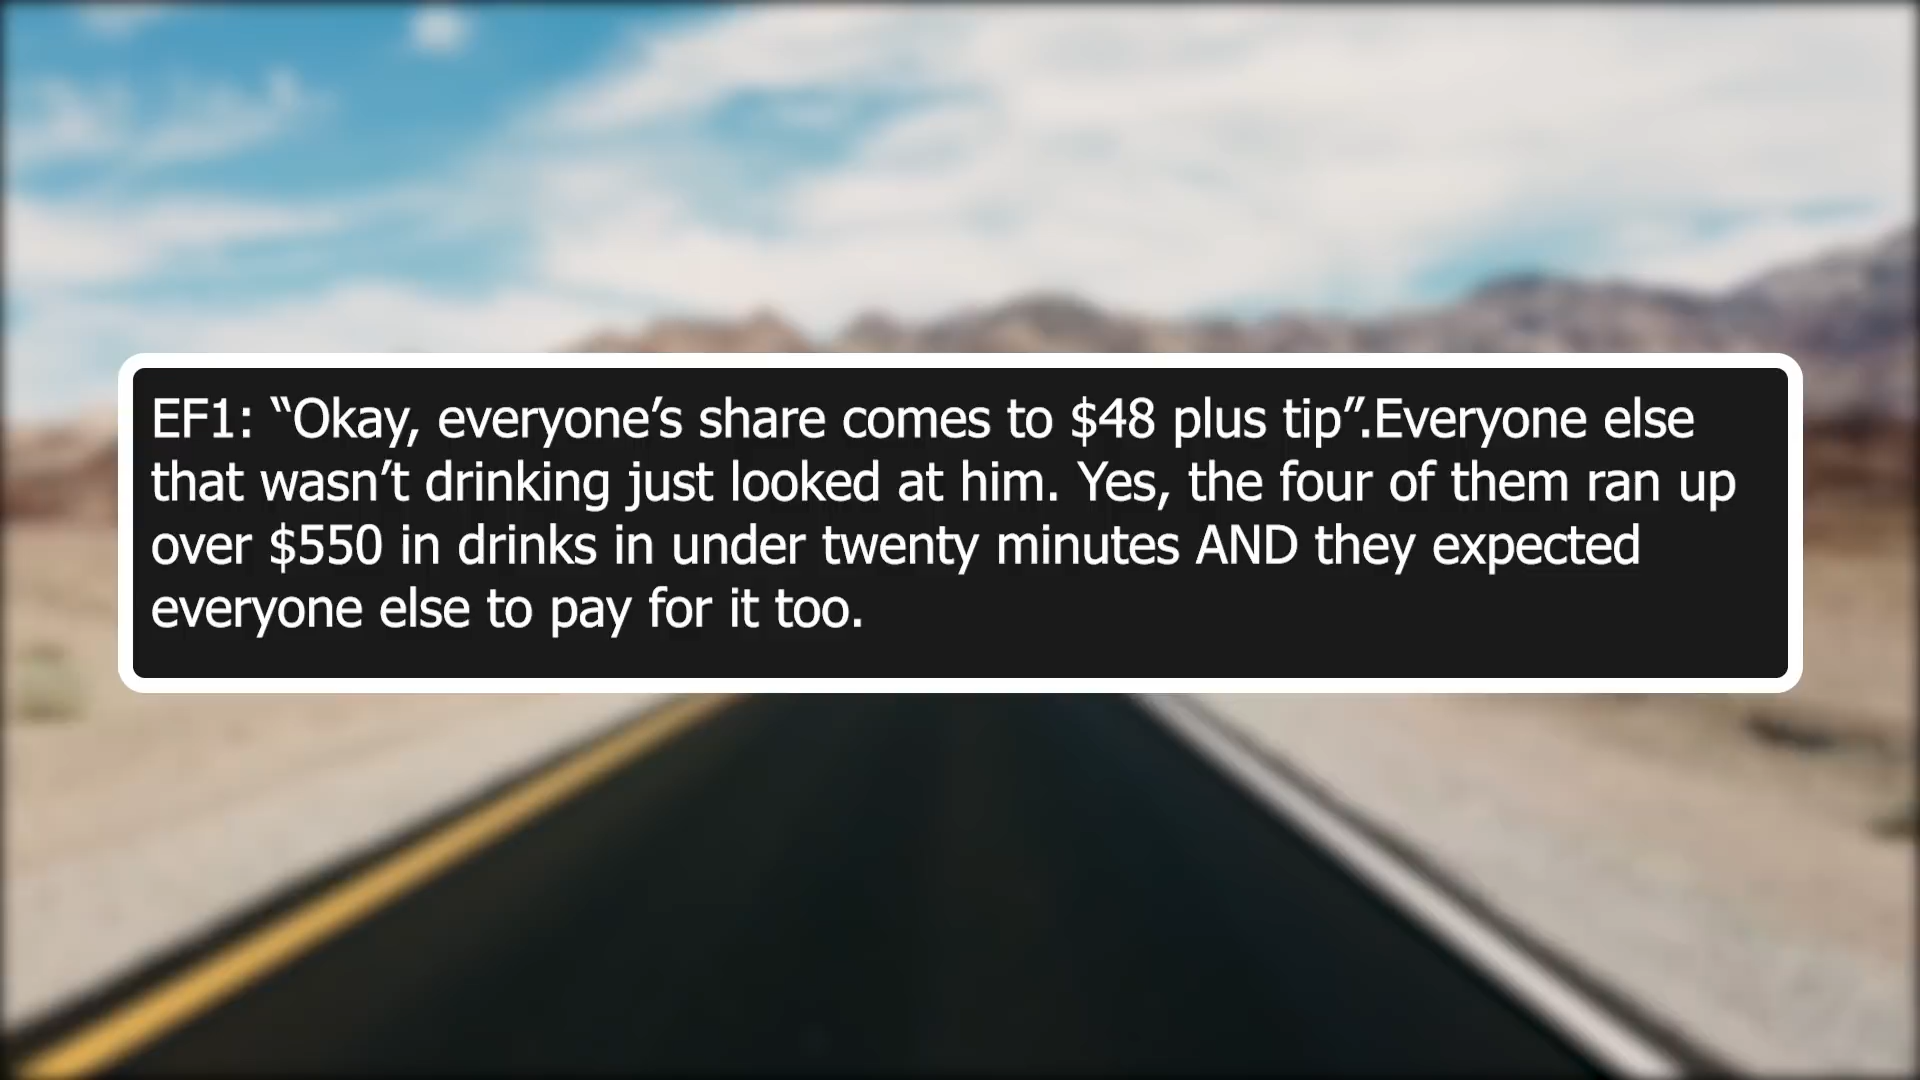 EF1: “Okay, everyone’s share comes to $48 plus tip”.Everyone else
that wasn’t drinking just looked at him. Yes, the four of them ran up
over $550 in drinks in under twenty minutes AND they expected
everyone else to pay for it too.